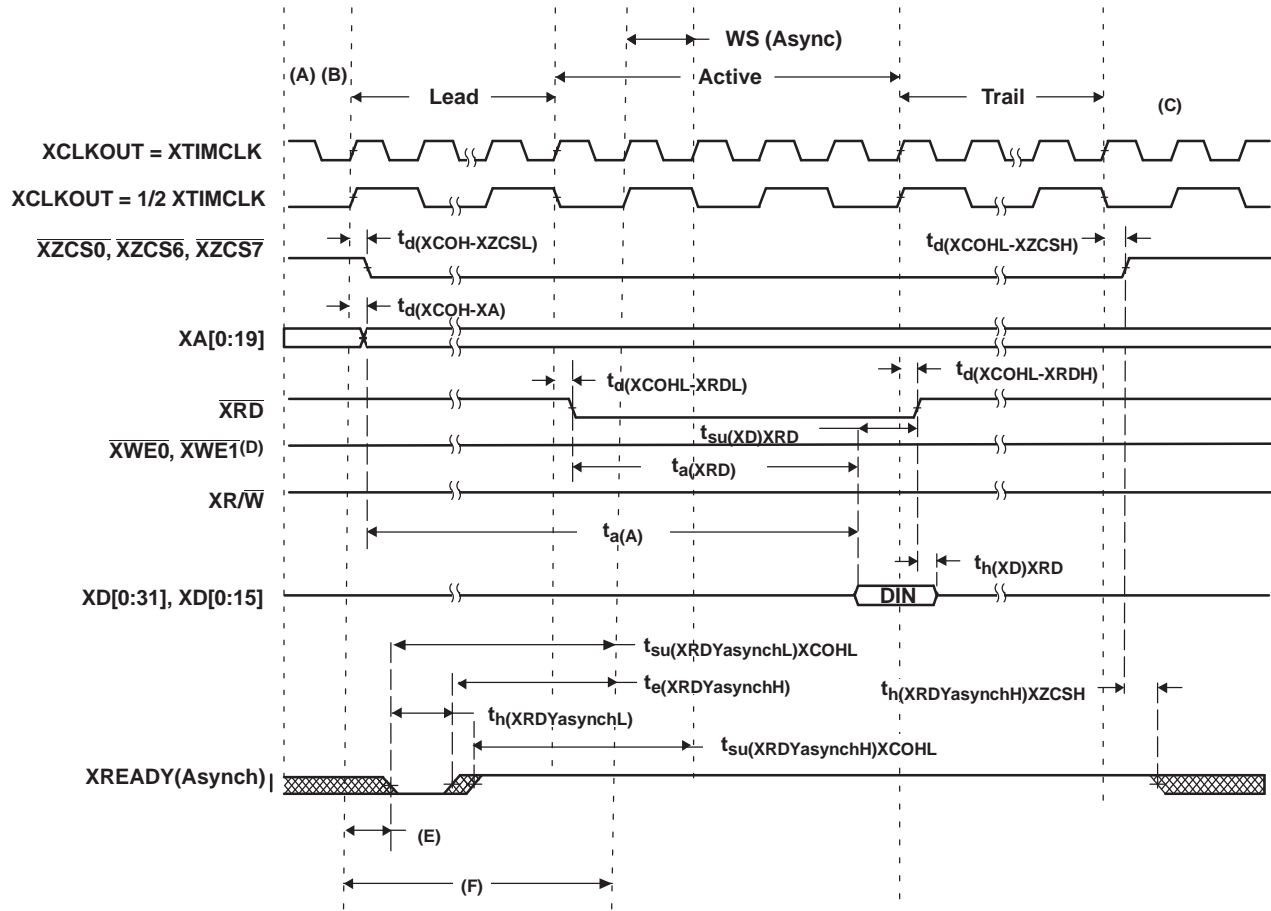 WS (Async)
(A) (B)
Active
Lead
Trail
(C)
XCLKOUT = XTIMCLK
XCLKOUT = 1/2 XTIMCLK
td(XCOH-XZCSL)
td(XCOHL-XZCSH)
XZCS0, XZCS6, XZCS7
td(XCOH-XA)
XA[0:19]
td(XCOHL-XRDL)
td(XCOHL-XRDH)
XRD
tsu(XD)XRD
XWE0, XWE1(D)
ta(XRD)
XR/W
ta(A)
th(XD)XRD
XD[0:31], XD[0:15]
DIN
tsu(XRDYasynchL)XCOHL
te(XRDYasynchH)
th(XRDYasynchH)XZCSH
th(XRDYasynchL)
tsu(XRDYasynchH)XCOHL
XREADY(Asynch)
(E)
(F)